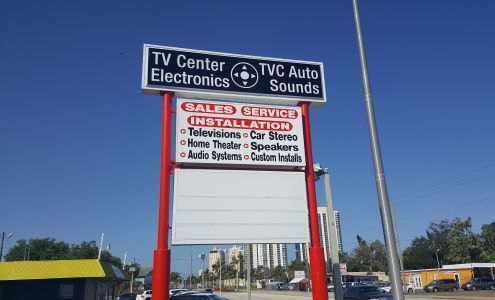 TV Center
Electronics
TVC Auto
Sounds
SALES SERVICE
INSTALLATION
Televisions
Car Stereo
Home Theater
Speakers
Audio Systems
Custom Installs